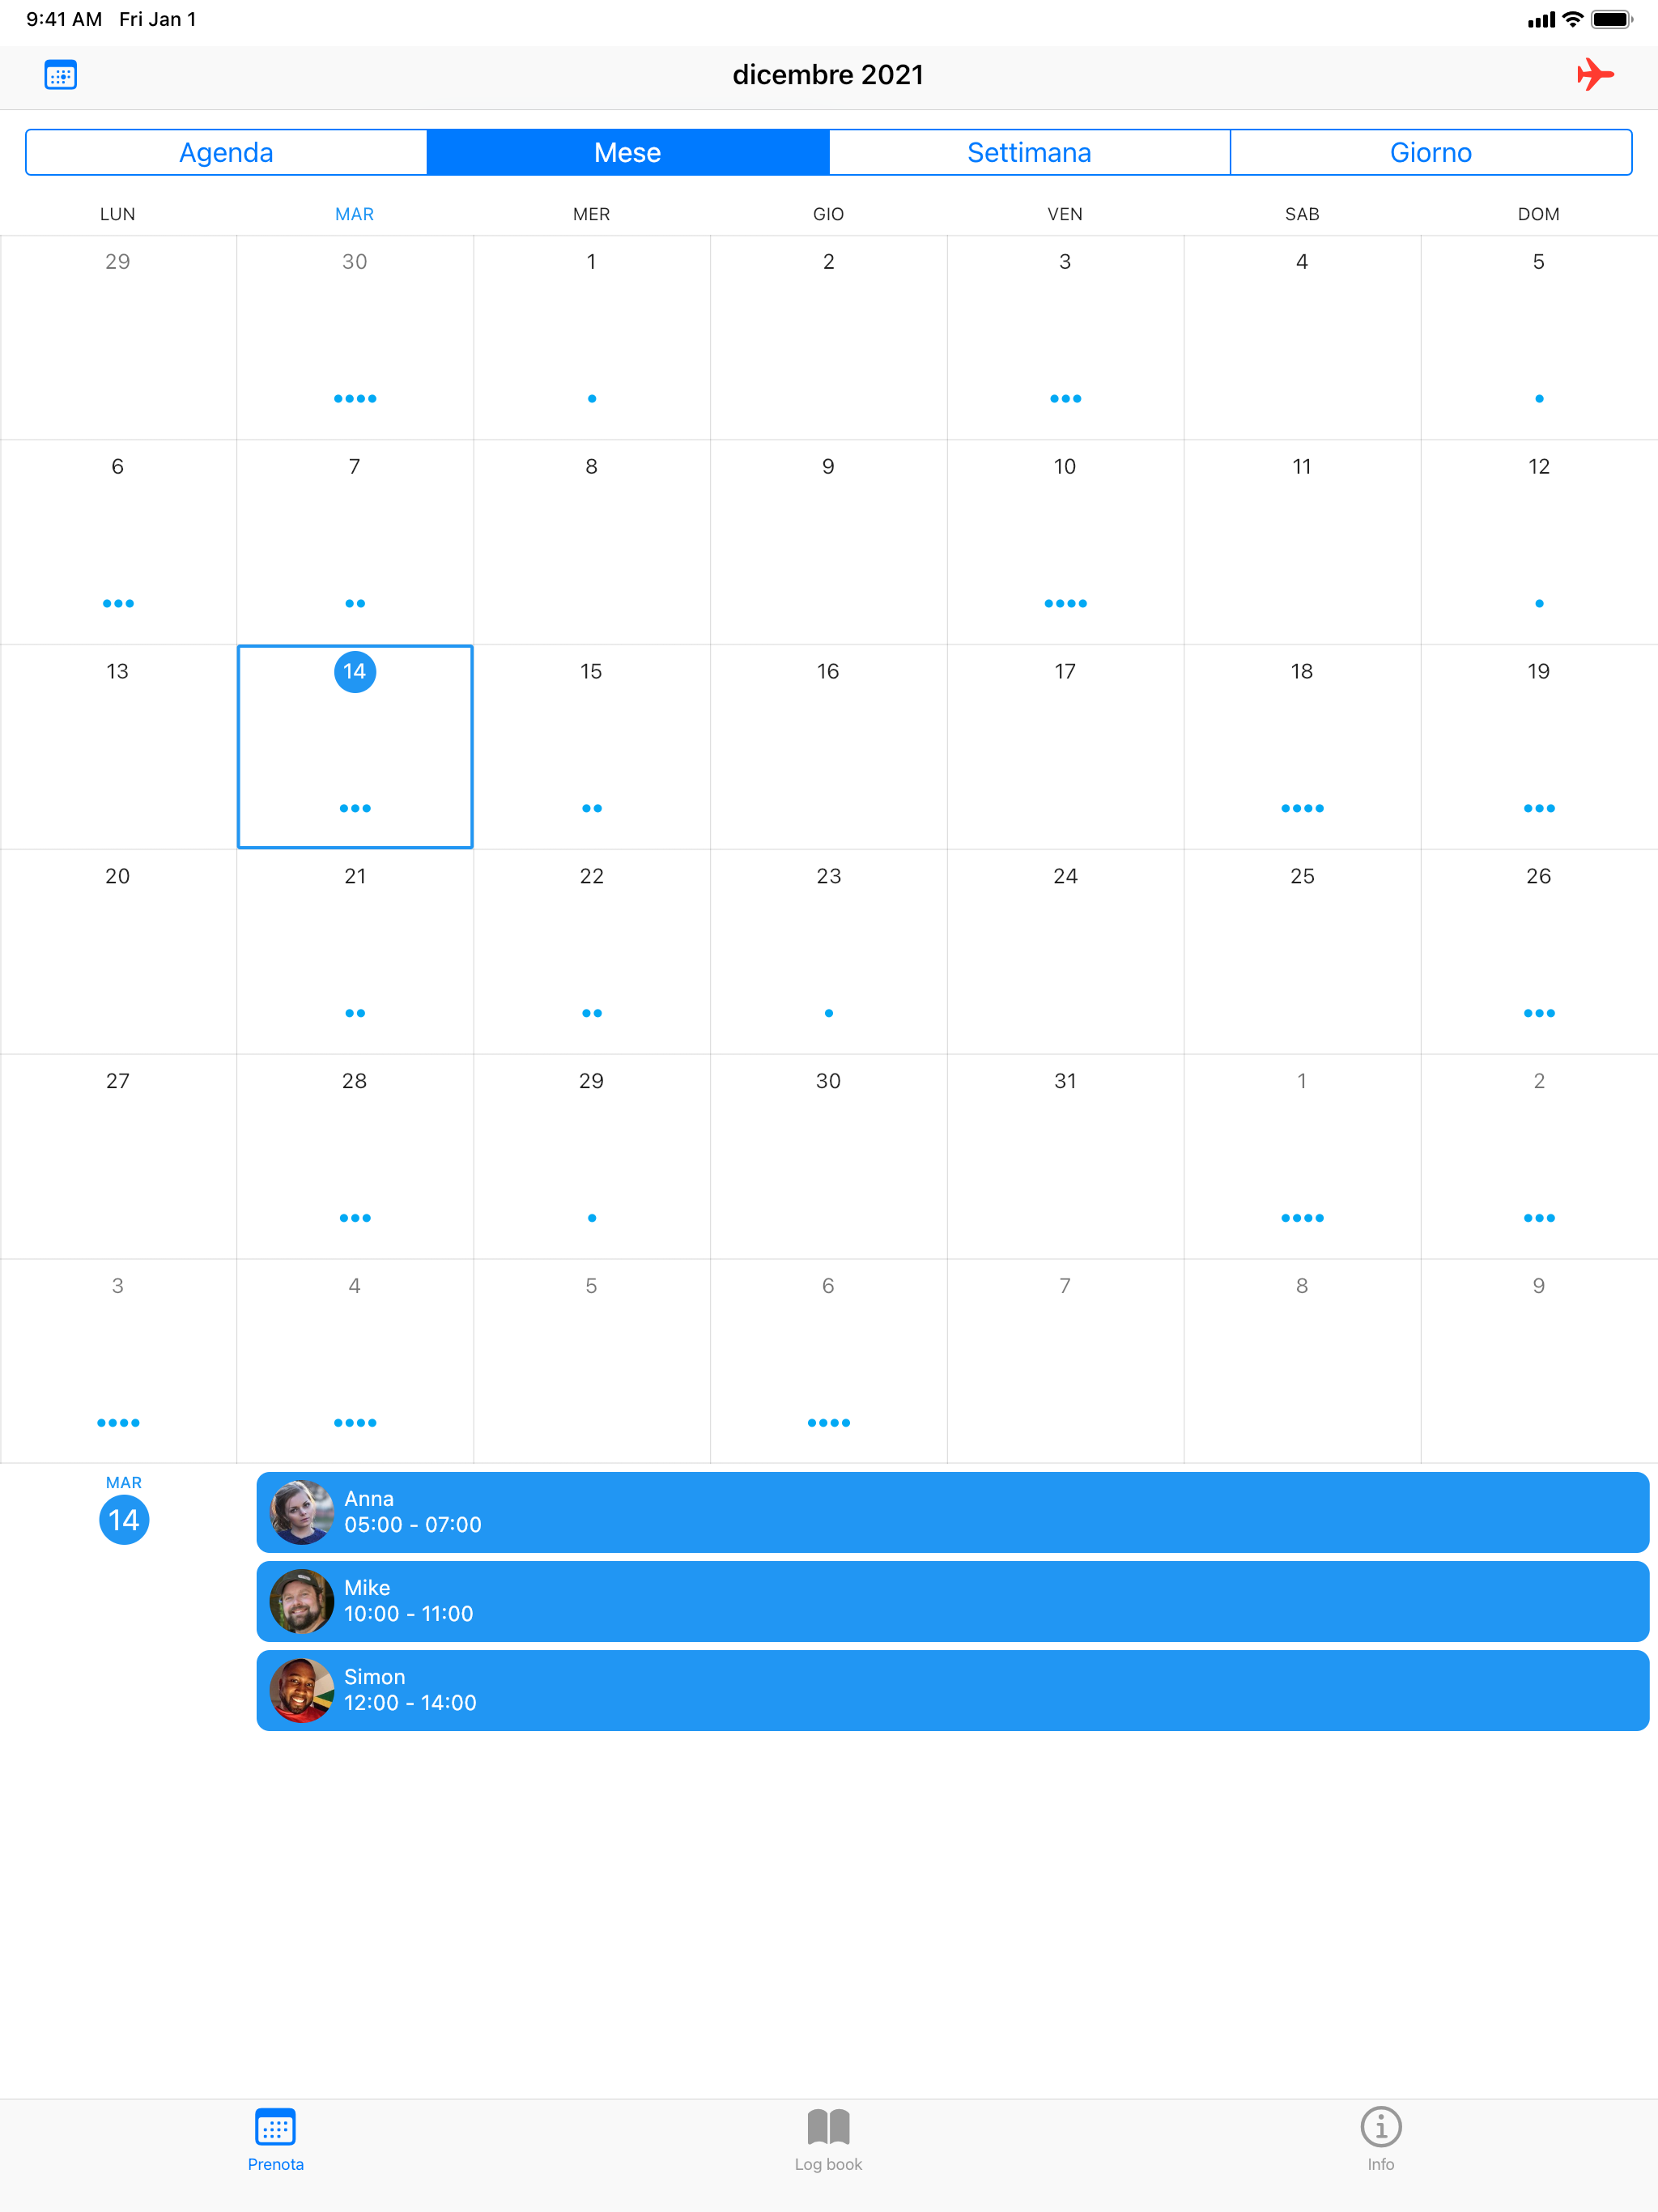 9:41 AM Fri Jan 1
dicembre 2021
Agenda Mese Settimana Giorno
LUN MAR MER GIO VEN SAB DOM
29 30 1 2 3 4 5
6 7 8 9 10 11 12
13 14 15 16 17 18 19
20 21 22 23 24 25 26
27 28 29 30 31 1 2
3 4 5 6 7 8 9
MAR
14
Anna
05:00 - 07:00
Mike
10:00 - 11:00
Simon
12:00 - 14:00
Prenota Log book Info